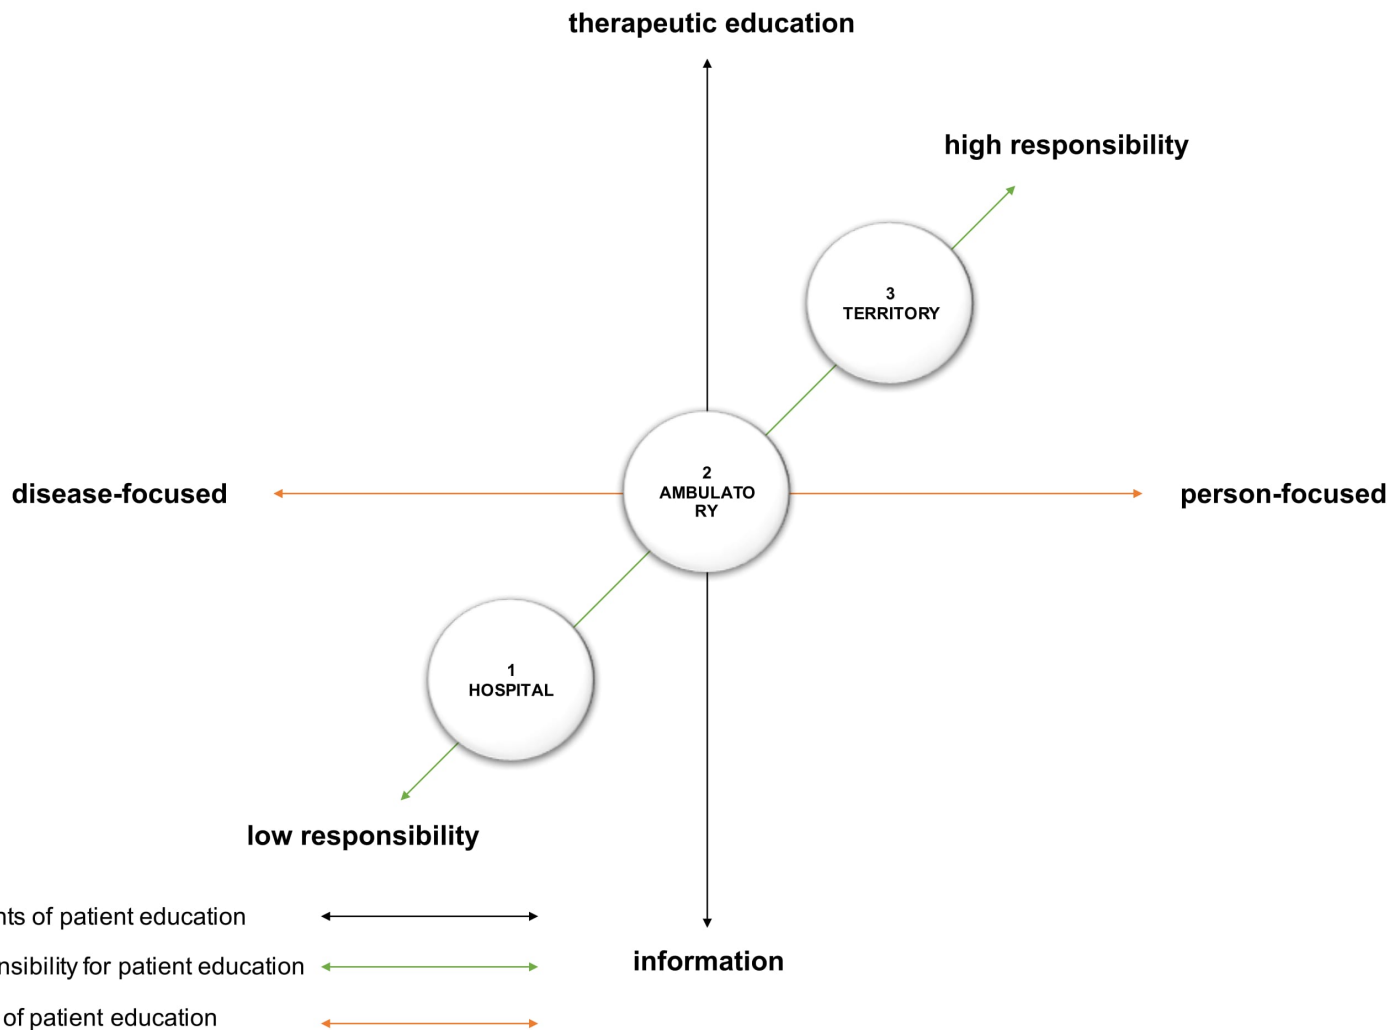 therapeutic education
high responsibility
3
TERRITORY
2
AMBULATO
RY
disease-focused
person-focused
1
HOSPITAL
low responsibility
nts of patient education
nsibility for patient education
of patient education
information